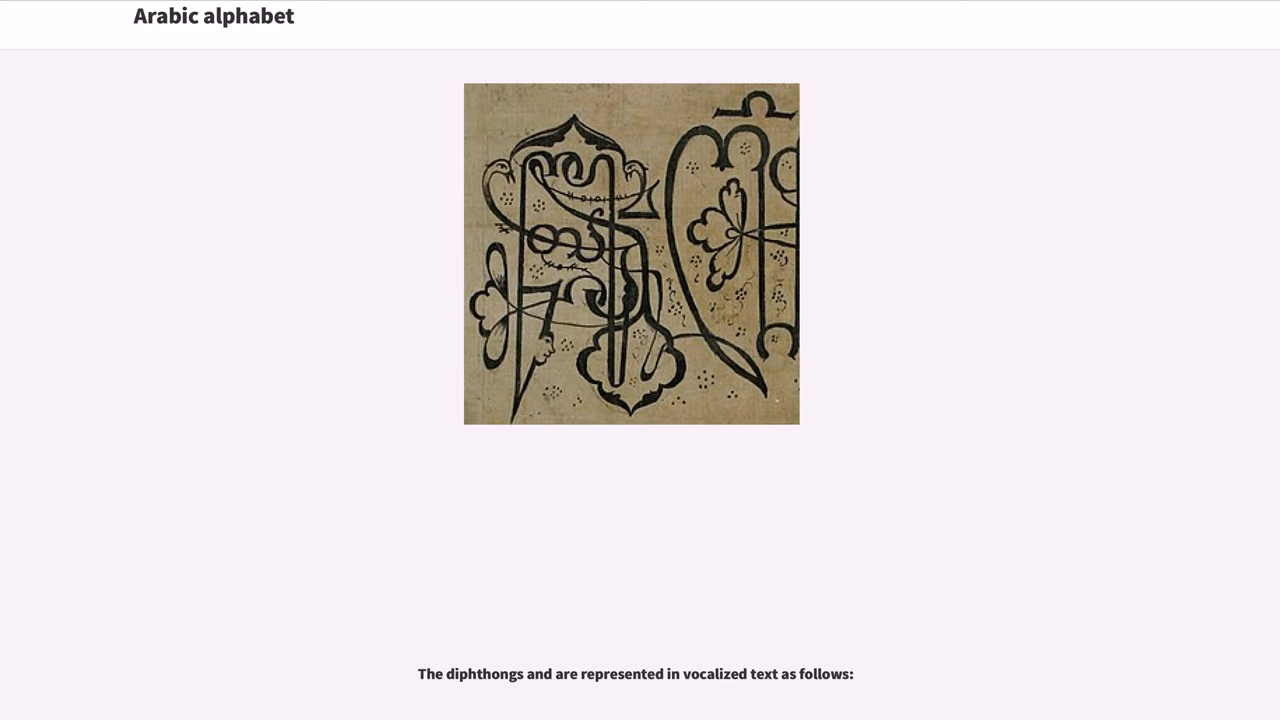 Arabic alphabet
The diphthongs and are represented in vocalized text as follows: